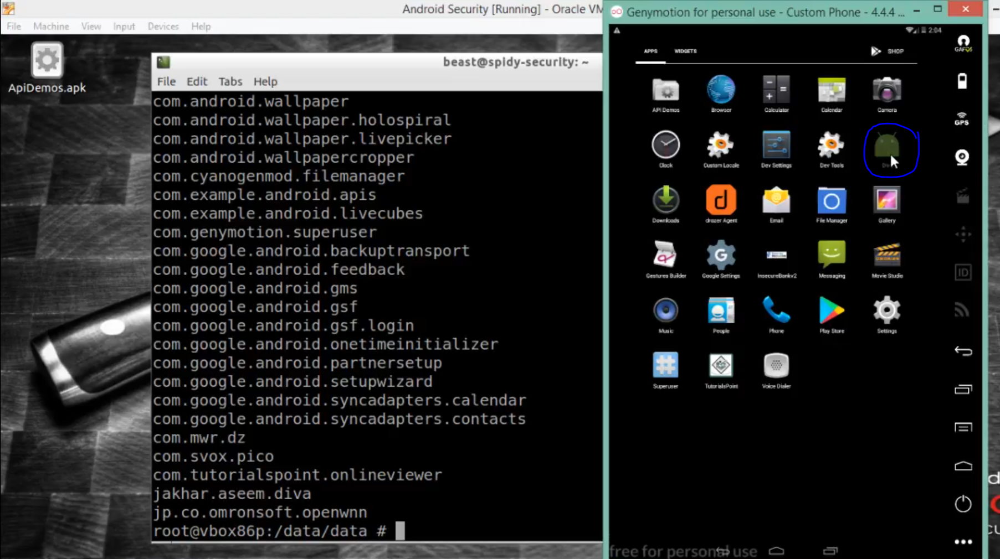 Android Security [Running] - Oracle VM
File Machine View Input Devices Help
ApiDemos.apk
beast@spidy-security: ~
File Edit Tabs Help
com.android.wallpaper
com.android.wallpaper.holospiral
com.android.wallpaper.livepicker
com.android.wallpapercropper
com.cyanogenmod.filemanager
com.example.android.apis
com.example.android.livecubes
com.genymotion.superuser
com.google.android.backuptransport
com.google.android.feedback
com.google.android.gms
com.google.android.gsf
com.google.android.gsf.login
com.google.android.onetimeinitializer
com.google.android.partnersetup
com.google.android.setupwizard
com.google.android.syncadapters.calendar
com.google.android.syncadapters.contacts
com.mwr.dz
com.svox.pico
com.tutorialspoint.onlineviewer
jakhar.aseem.diva
jp.co.omronsoft.openwnn
root@vbox86p:/data/data #
Genymotion for personal use - Custom Phone - 4.4.4 ...
2:04
APPS WIDGETS SHOP
API Demos Browser Calculator Calendar Camera
Clock Custom Locale Dev Settings Dev Tools
Downloads drozer Agent Email File Manager Gallery
Gestures Builder Google Settings InsecureBankv2 Messaging Movie Studio
Music People Phone Play Store Settings
Superuser TutorialsPoint Voice Dialer
GPS
ID
free for personal use